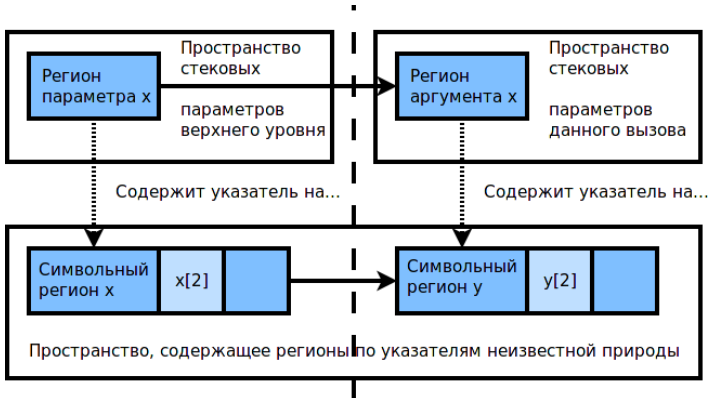 Регион
параметра x
Пространство
стековых
параметров
верхнего уровня
Регион
аргумента x
Пространство
стековых
параметров
данного вызова
Содержит указатель на...
Содержит указатель на...
Символьный
регион x
x[2]
Символьный
регион y
y[2]
Пространство, содержащее регионы по указателям неизвестной природы